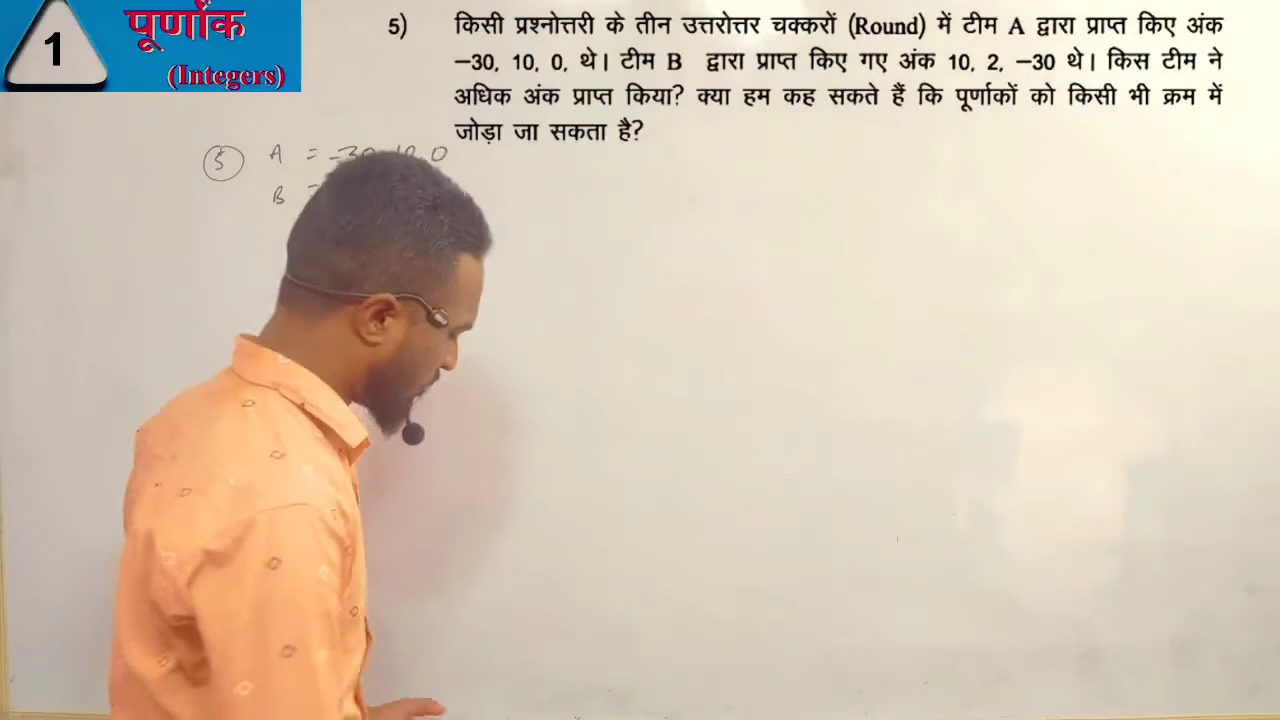 1
पूर्णांक
(Integers)
5) किसी प्रश्नोत्तरी के तीन उत्तरोत्तर चक्करों (Round) में टीम A द्वारा प्राप्त किए अंक
–30, 10, 0, थे। टीम B द्वारा प्राप्त किए गए अंक 10, 2, –30 थे। किस टीम ने
अधिक अंक प्राप्त किया? क्या हम कह सकते हैं कि पूर्णाकों को किसी भी क्रम में
जोड़ा जा सकता है?
5 A = -30, 10, 0
B =